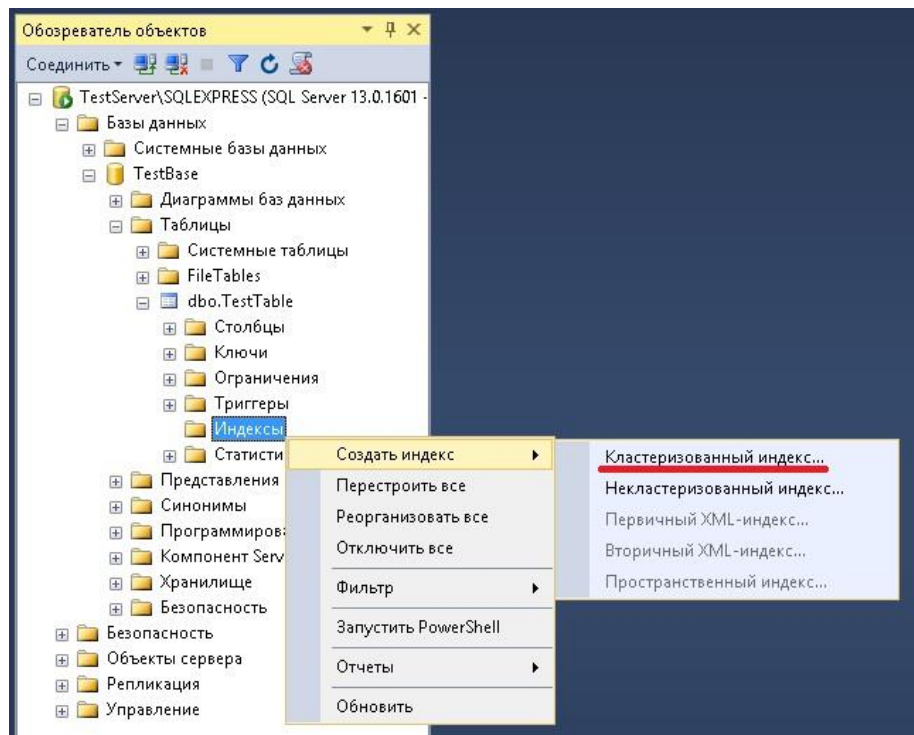 Обозреватель объектов
Соединить
TestServer\SQLEXPRESS (SQL Server 13.0.1601 -
Базы данных
Системные базы данных
TestBase
Диаграммы баз данных
Таблицы
Системные таблицы
FileTables
dbo.TestTable
Столбцы
Ключи
Ограничения
Триггеры
Индексы
Статисти
Представления
Синонимы
Программирова
Компонент Serv
Хранилище
Безопасность
Безопасность
Объекты сервера
Репликация
Управление
Создать индекс
Перестроить все
Реорганизовать все
Отключить все
Фильтр
Запустить PowerShell
Отчеты
Обновить
Кластеризованный индекс...
Некластеризованный индекс...
Первичный XML-индекс...
Вторичный XML-индекс...
Пространственный индекс...